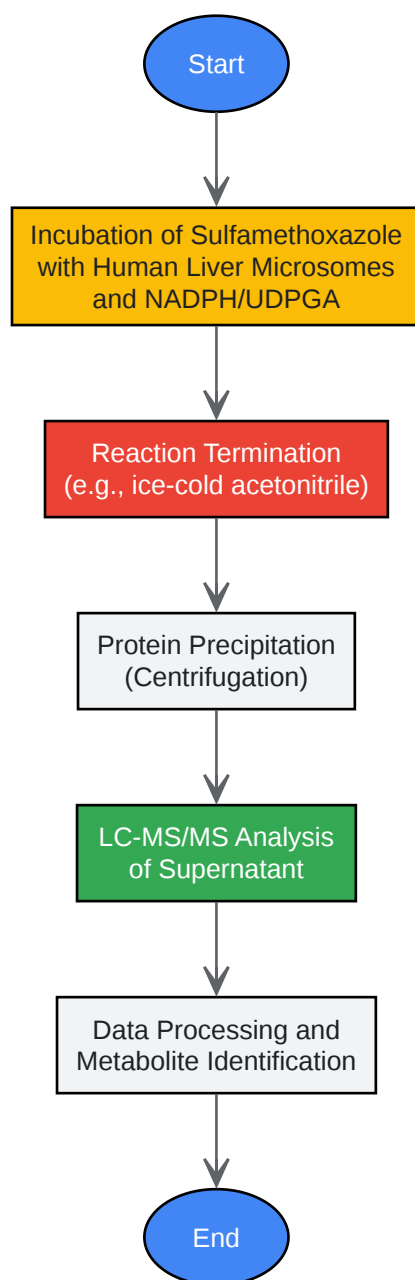 Start
Incubation of Sulfamethoxazole
with Human Liver Microsomes
and NADPH/UDPGA
Reaction Termination
(e.g., ice-cold acetonitrile)
Protein Precipitation
(Centrifugation)
LC-MS/MS Analysis
of Supernatant
Data Processing and
Metabolite Identification
End